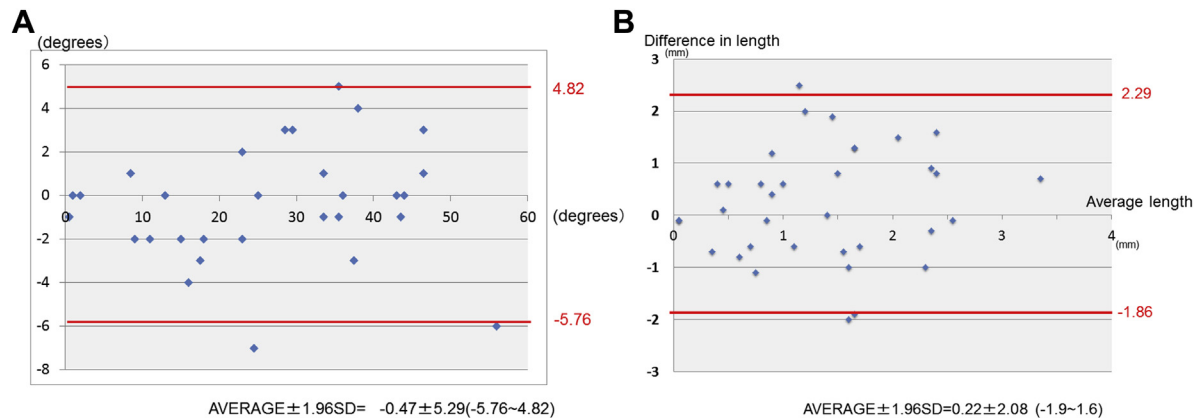 A
(degrees)
6
4.82
4
2
0
0 10 20 30 40 50 60
(degrees)
-2
-4
-5.76
-6
-8
AVERAGE±1.96SD= -0.47±5.29(-5.76~4.82)
B
Difference in length
(mm)
3
2.29
2
1
Average length
0
0 1 2 3 4
(mm)
-1
-1.86
-2
-3
AVERAGE±1.96SD=0.22±2.08 (-1.9~1.6)